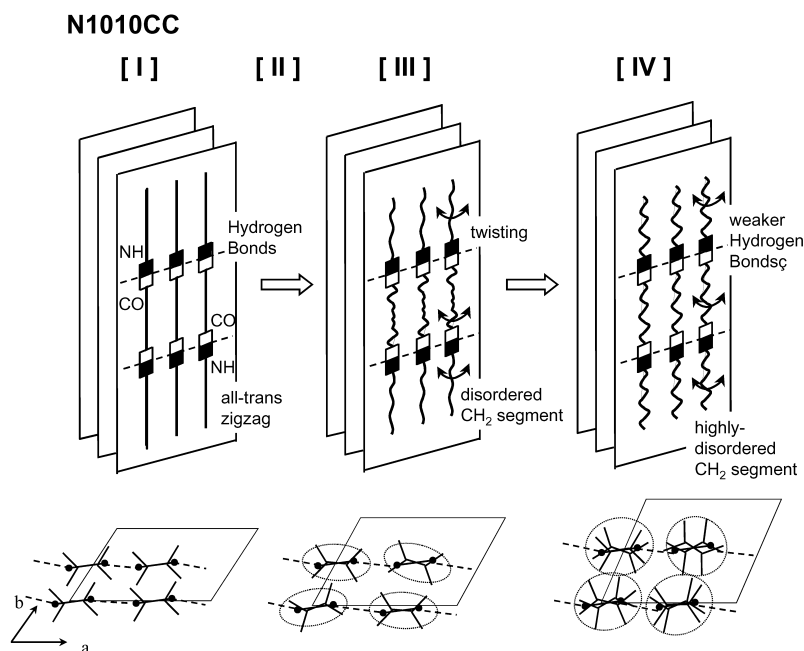 N1010CC
[ I ]
[ II ]
[ III ]
[ IV ]
NH
CO
Hydrogen
Bonds
CO
NH
all-trans
zigzag
twisting
disordered
CH₂ segment
weaker
Hydrogen
Bondsç
highly-
disordered
CH₂ segment
b
a